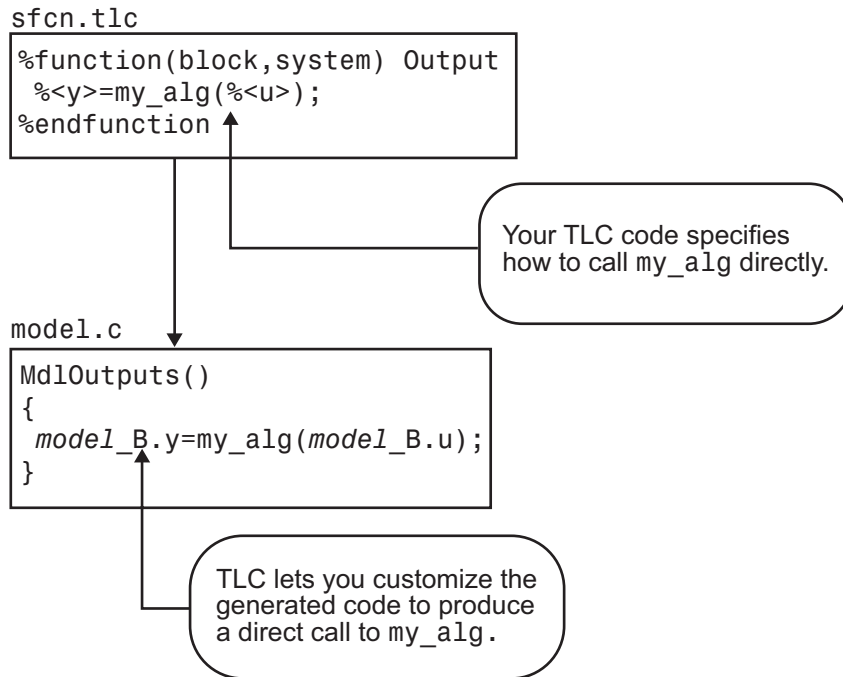 sfcn.tlc
%function(block,system) Output
%<y>=my_alg(%<u>);
%endfunction
Your TLC code specifies
how to call my_alg directly.
model.c
MdlOutputs()
{
model_B.y=my_alg(model_B.u);
}
TLC lets you customize the
generated code to produce
a direct call to my_alg.